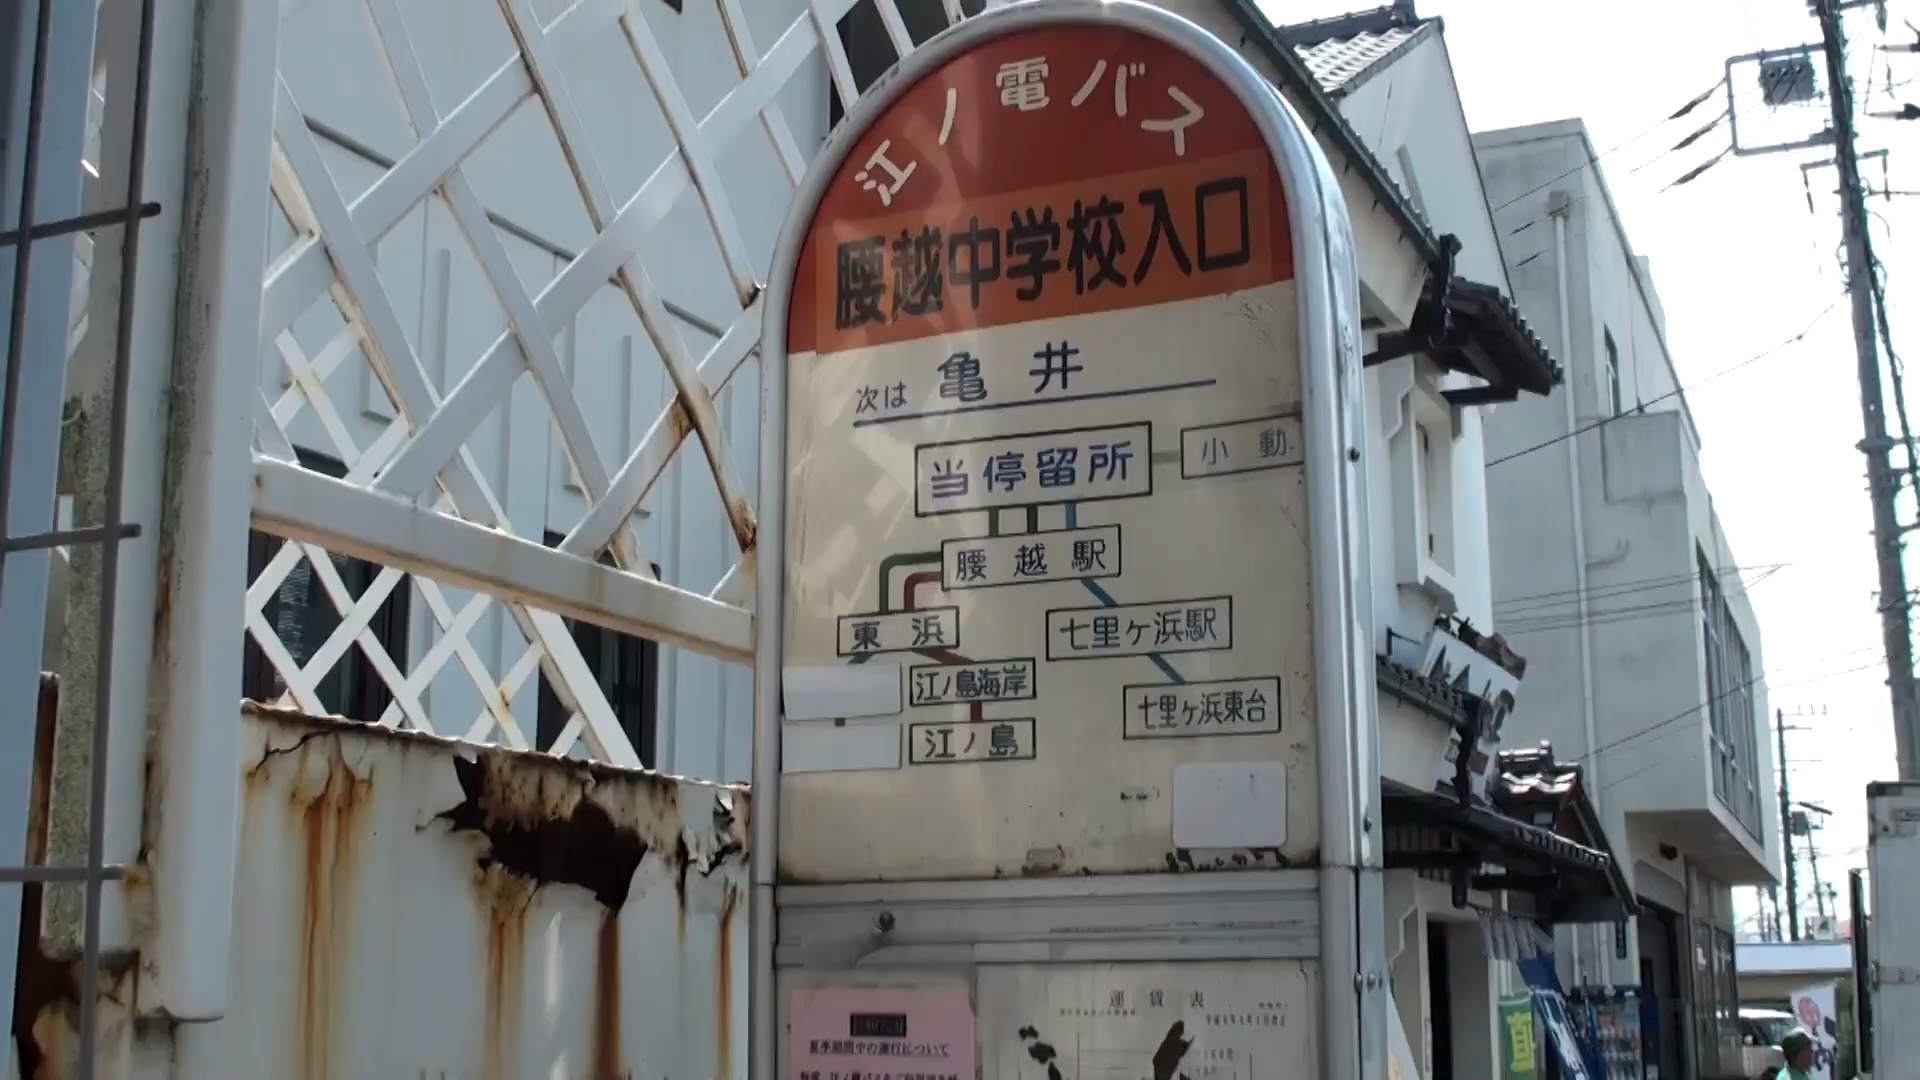 江ノ電バス
腰越中学校入口
次は 亀井
当停留所
小動
腰越駅
東浜
七里ヶ浜駅
江ノ島海岸
七里ヶ浜東台
江ノ島
運賃表
夏季期間中の運行について